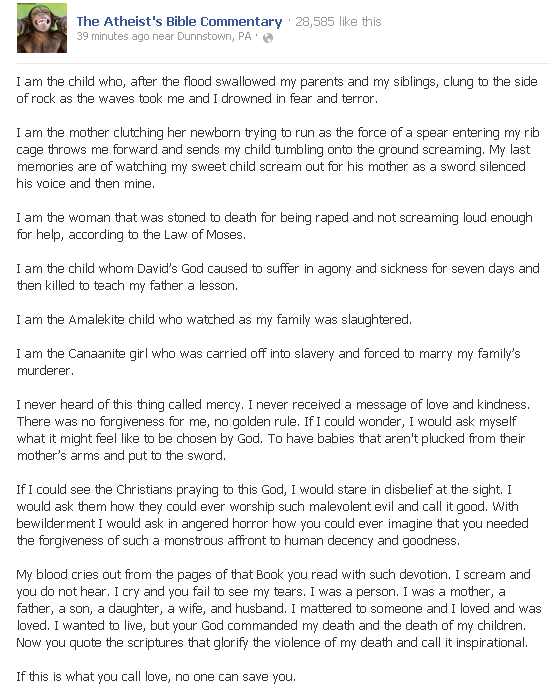 The Atheist's Bible Commentary · 28,585 like this
39 minutes ago near Dunnstown, PA ·
I am the child who, after the flood swallowed my parents and my siblings, clung to the side
of rock as the waves took me and I drowned in fear and terror.
I am the mother clutching her newborn trying to run as the force of a spear entering my rib
cage throws me forward and sends my child tumbling onto the ground screaming. My last
memories are of watching my sweet child scream out for his mother as a sword silenced
his voice and then mine.
I am the woman that was stoned to death for being raped and not screaming loud enough
for help, according to the Law of Moses.
I am the child whom David's God caused to suffer in agony and sickness for seven days and
then killed to teach my father a lesson.
I am the Amalekite child who watched as my family was slaughtered.
I am the Canaanite girl who was carried off into slavery and forced to marry my family's
murderer.
I never heard of this thing called mercy. I never received a message of love and kindness.
There was no forgiveness for me, no golden rule. If I could wonder, I would ask myself
what it might feel like to be chosen by God. To have babies that aren't plucked from their
mother's arms and put to the sword.
If I could see the Christians praying to this God, I would stare in disbelief at the sight. I
would ask them how they could ever worship such malevolent evil and call it good. With
bewilderment I would ask in angered horror how you could ever imagine that you needed
the forgiveness of such a monstrous affront to human decency and goodness.
My blood cries out from the pages of that Book you read with such devotion. I scream and
you do not hear. I cry and you fail to see my tears. I was a person. I was a mother, a
father, a son, a daughter, a wife, and husband. I mattered to someone and I loved and was
loved. I wanted to live, but your God commanded my death and the death of my children.
Now you quote the scriptures that glorify the violence of my death and call it inspirational.
If this is what you call love, no one can save you.